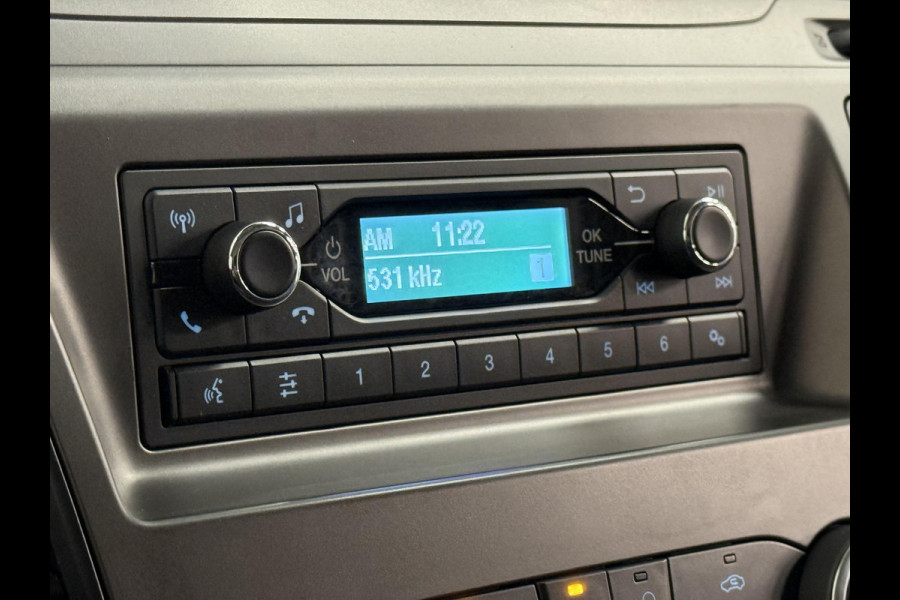 AM 11:22
531 kHz 1
VOL
OK
TUNE
1 2 3 4 5 6